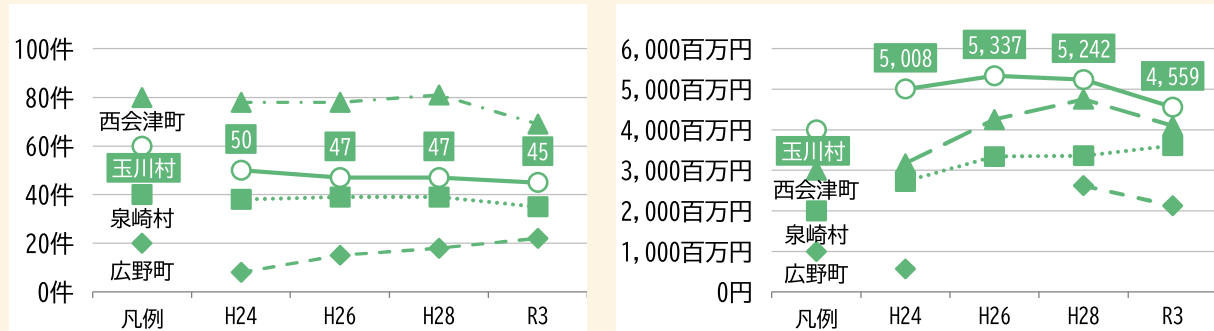 100件
80件
60件
40件
20件
0件
西会津町
玉川村
泉崎村
広野町
50
47
47
45
凡例
H24
H26
H28
R3
6,000百万円
5,000百万円
4,000百万円
3,000百万円
2,000百万円
1,000百万円
0円
玉川村
西会津町
泉崎村
広野町
5,008
5,337
5,242
4,559
凡例
H24
H26
H28
R3